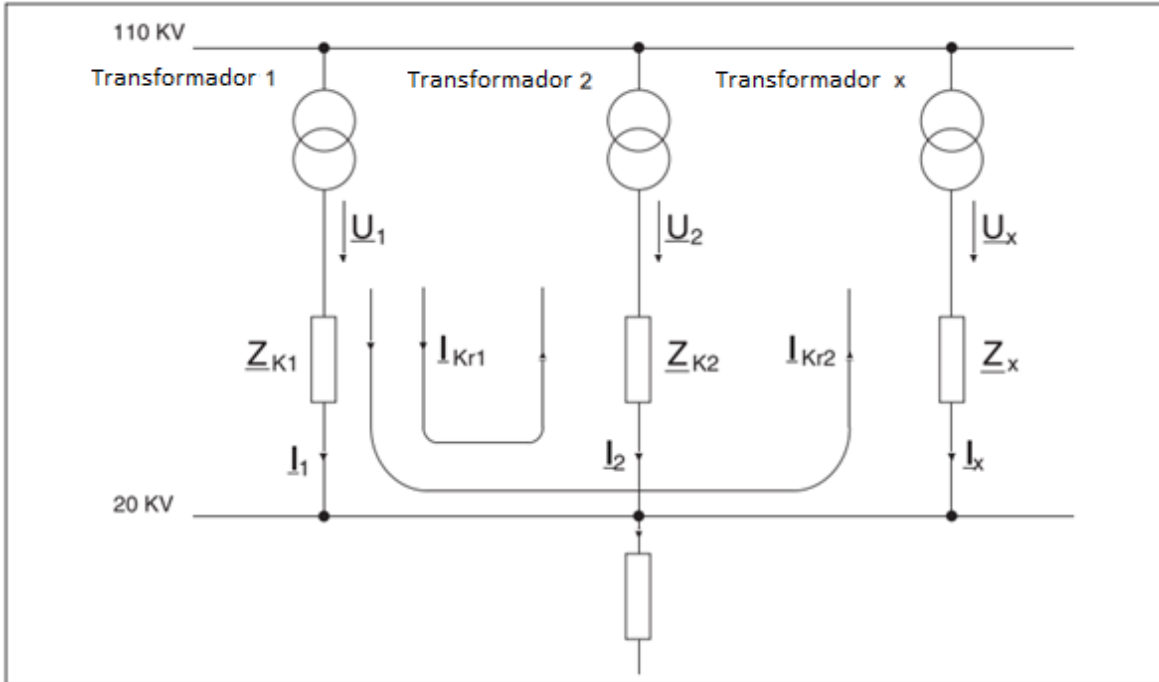 110 KV
Transformador 1
Transformador 2
Transformador x
U1
U2
Ux
ZK1
IKr1
ZK2
IKr2
Zx
I1
I2
Ix
20 KV